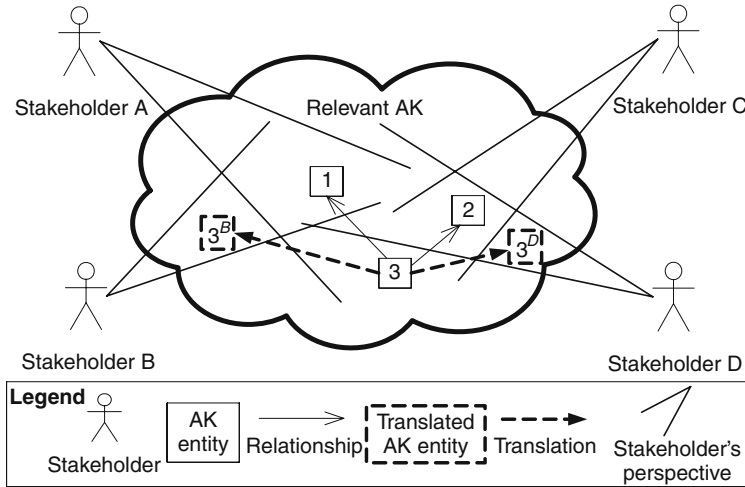 Stakeholder A
Relevant AK
Stakeholder C
1
2
3B
3D
3
Stakeholder B
Stakeholder D
Legend
Stakeholder
AK
entity
Relationship
Translated
AK entity
Translation
Stakeholder's
perspective